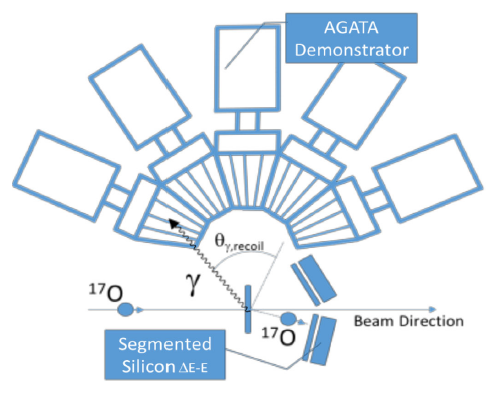 AGATA
Demonstrator
θγ,recoil
γ
¹⁷O
Beam Direction
¹⁷O
Segmented
Silicon ΔE-E